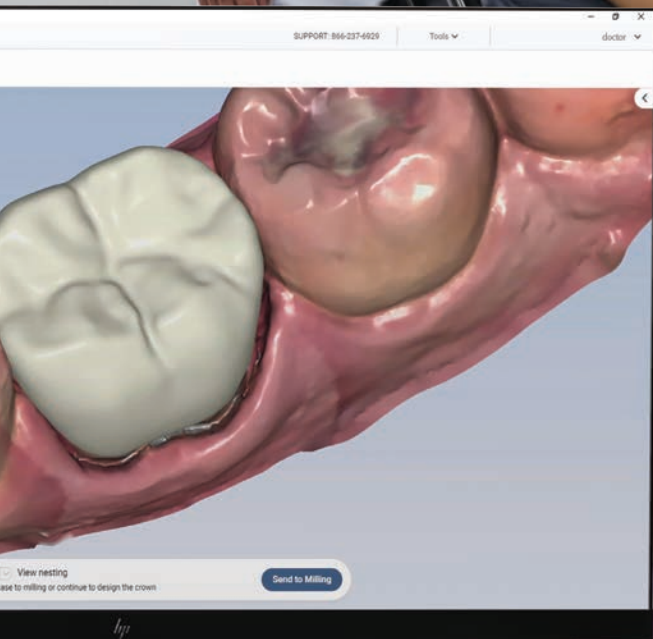 SUPPORT: 866-237-6929
Tools
doctor
View nesting
ase to milling or continue to design the crown
Send to Milling
hp